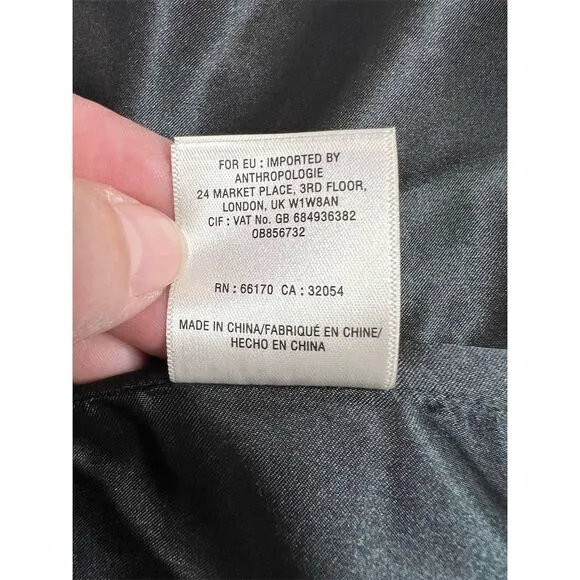 FOR EU : IMPORTED BY
ANTHROPOLOGIE
24 MARKET PLACE, 3RD FLOOR,
LONDON, UK W1W8AN
CIF : VAT No. GB 684936382
OB856732
RN : 66170 CA : 32054
MADE IN CHINA/FABRIQUÉ EN CHINE/
HECHO EN CHINA